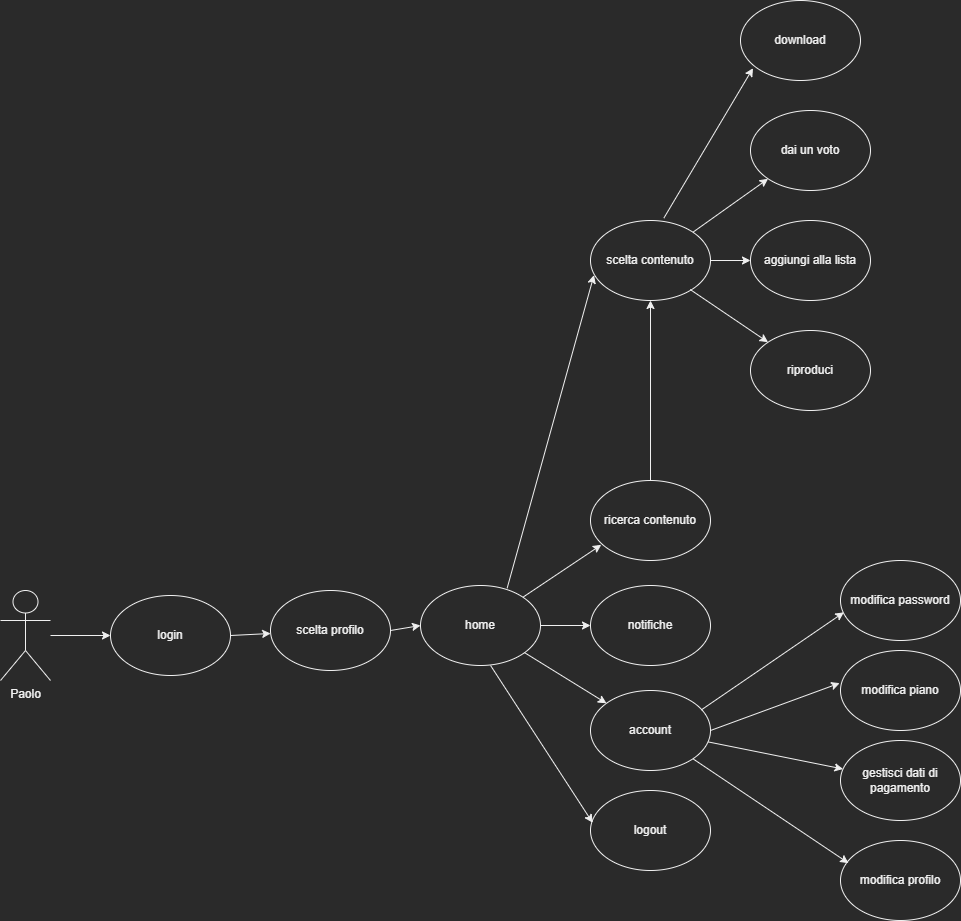 download
dai un voto
scelta contenuto
aggiungi alla lista
riproduci
ricerca contenuto
modifica password
login
scelta profilo
home
notifiche
Paolo
modifica piano
account
gestisci dati di
pagamento
logout
modifica profilo